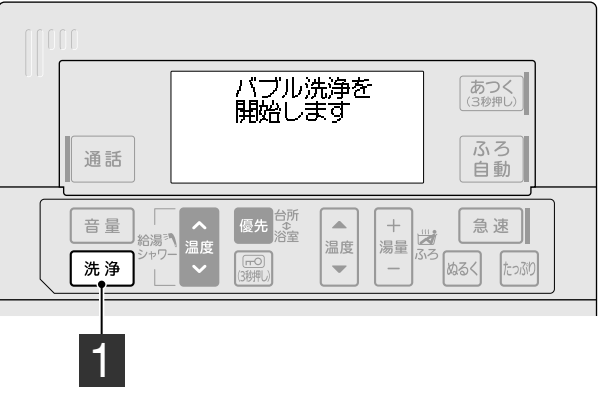 バブル洗浄を
開始します
あつく
(3秒押し)
通話
ふろ
自動
音量
給湯
シャワー
温度
優先
台所
浴室
(3秒押し)
温度
+
湯量
−
ふろ
急速
洗浄
ぬるく
たっぷり
1